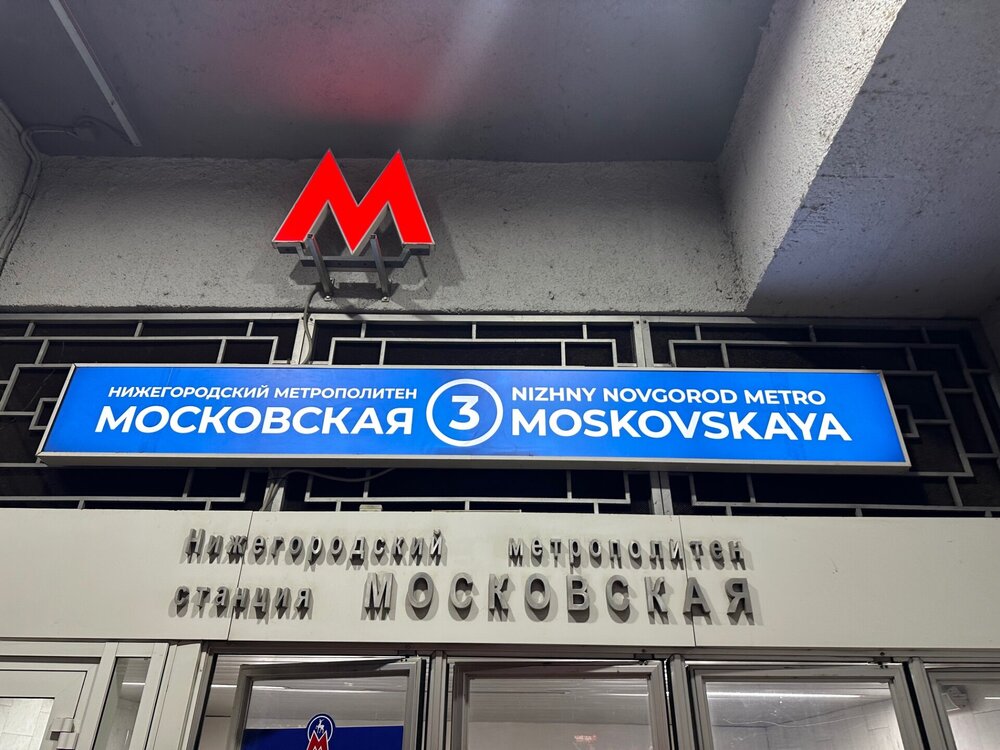 М
НИЖЕГОРОДСКИЙ МЕТРОПОЛИТЕН
МОСКОВСКАЯ
3
NIZHNY NOVGOROD METRO
MOSKOVSKAYA
Нижегородский метрополитен
станция МОСКОВСКАЯ
М